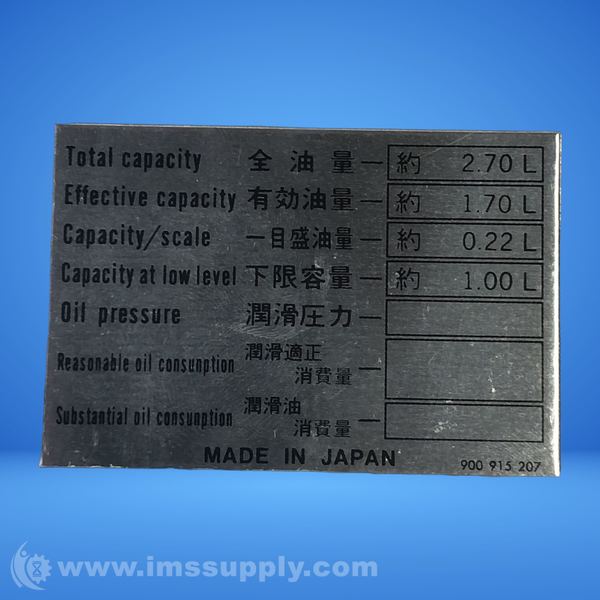 Total capacity 全油量— 約 2.70 L
Effective capacity 有効油量— 約 1.70 L
Capacity/scale 一目盛油量— 約 0.22 L
Capacity at low level 下限容量— 約 1.00 L
Oil pressure 潤滑圧力—
Reasonable oil consunption 潤滑適正消費量—
Substantial oil consunption 潤滑油消費量—
MADE IN JAPAN 900 915 207
www.imssupply.com